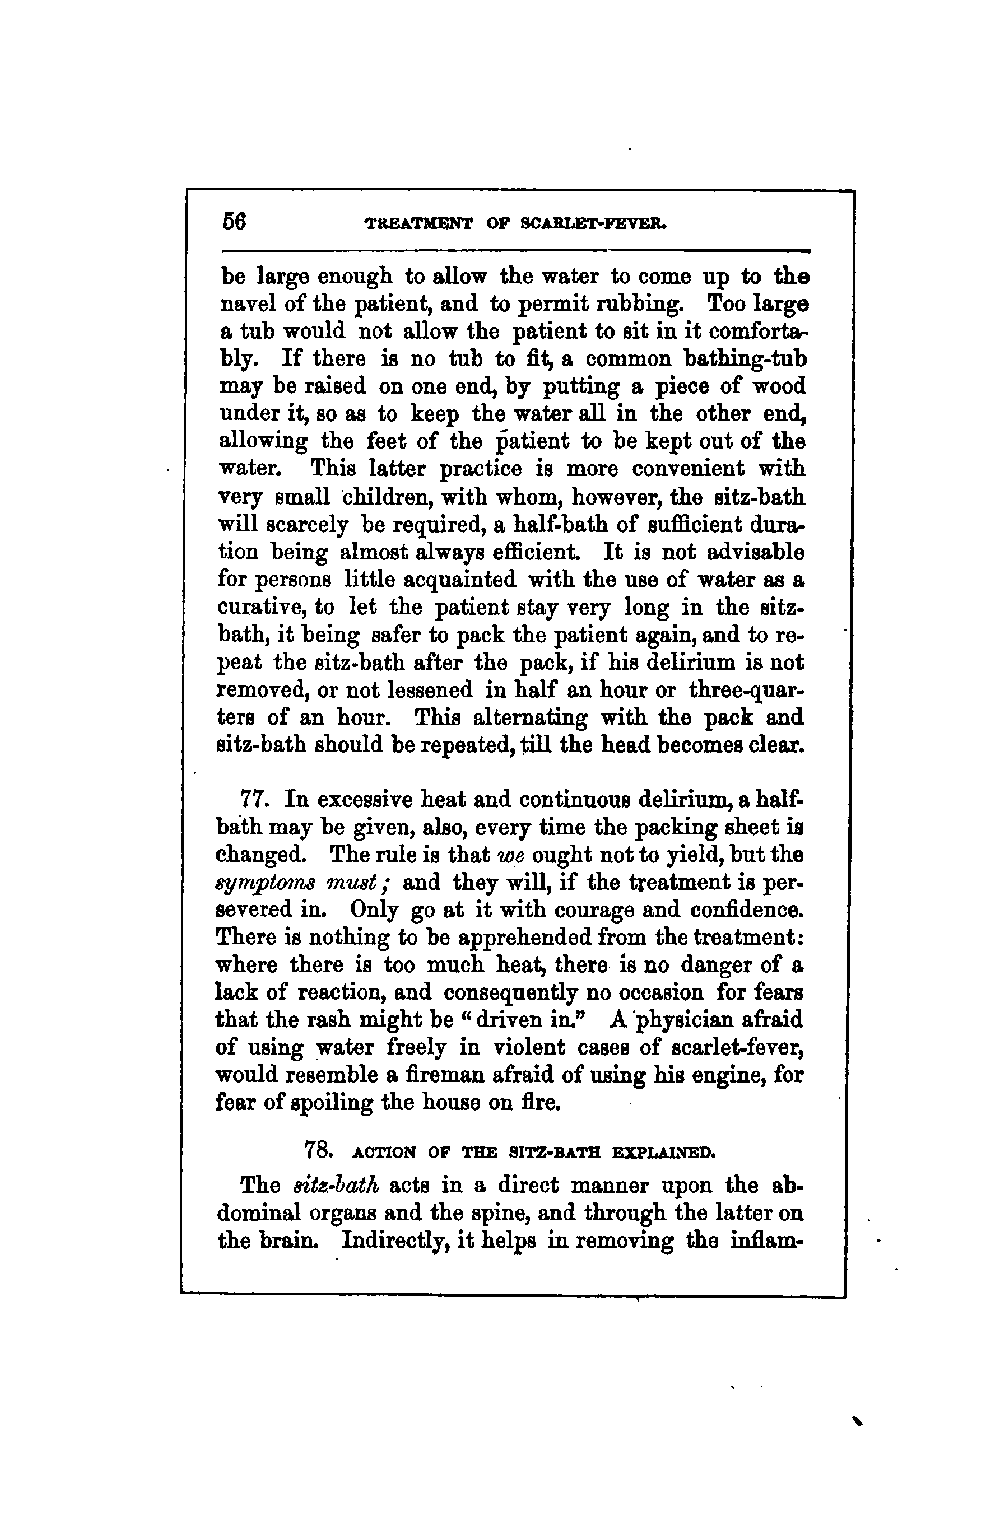 56 TREATMENT OF SCARLET-FEVER.
be large enough to allow the water to come up to the
navel of the patient, and to permit rubbing. Too large
a tub would not allow the patient to sit in it comforta-
bly. If there is no tub to fit, a common bathing-tub
may be raised on one end, by putting a piece of wood
under it, so as to keep the water all in the other end,
allowing the feet of the patient to be kept out of the
water. This latter practice is more convenient with
very small children, with whom, however, the sitz-bath
will scarcely be required, a half-bath of sufficient dura-
tion being almost always efficient. It is not advisable
for persons little acquainted with the use of water as a
curative, to let the patient stay very long in the sitz-
bath, it being safer to pack the patient again, and to re-
peat the sitz-bath after the pack, if his delirium is not
removed, or not lessened in half an hour or three-quar-
ters of an hour. This alternating with the pack and
sitz-bath should be repeated, till the head becomes clear.
77. In excessive heat and continuous delirium, a half-
bath may be given, also, every time the packing sheet is
changed. The rule is that we ought not to yield, but the
symptoms must; and they will, if the treatment is per-
severed in. Only go at it with courage and confidence.
There is nothing to be apprehended from the treatment:
where there is too much heat, there is no danger of a
lack of reaction, and consequently no occasion for fears
that the rash might be "driven in." A physician afraid
of using water freely in violent cases of scarlet-fever,
would resemble a fireman afraid of using his engine, for
fear of spoiling the house on fire.
78. ACTION OF THE SITZ-BATH EXPLAINED.
The sitz-bath acts in a direct manner upon the ab-
dominal organs and the spine, and through the latter on
the brain. Indirectly, it helps in removing the inflam-